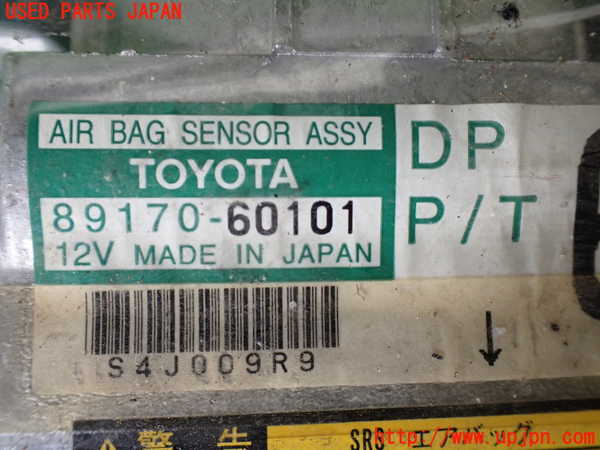 USED PARTS JAPAN
AIR BAG SENSOR ASSY
TOYOTA
89170-60101
12V MADE IN JAPAN
DP
P/T
S4J009R9
警告
SRS エアバッグ
http://www.upjpn.com